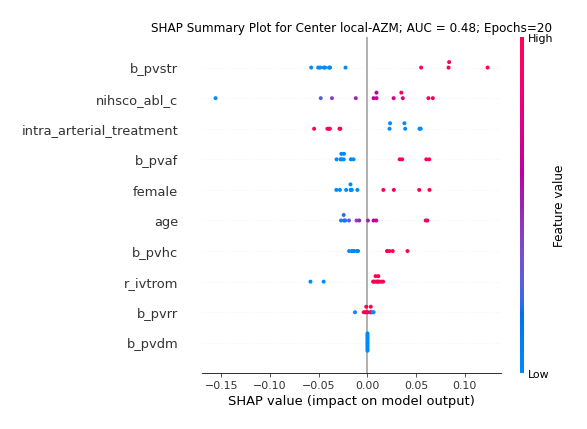 SHAP Summary Plot for Center local-AZM; AUC = 0.48; Epochs=20
High
b_pvstr
nihsco_abl_c
intra_arterial_treatment
b_pvaf
female
age
b_pvhc
r_ivtrom
b_pvrr
b_pvdm
Feature value
Low
−0.15 −0.10 −0.05 0.00 0.05 0.10
SHAP value (impact on model output)